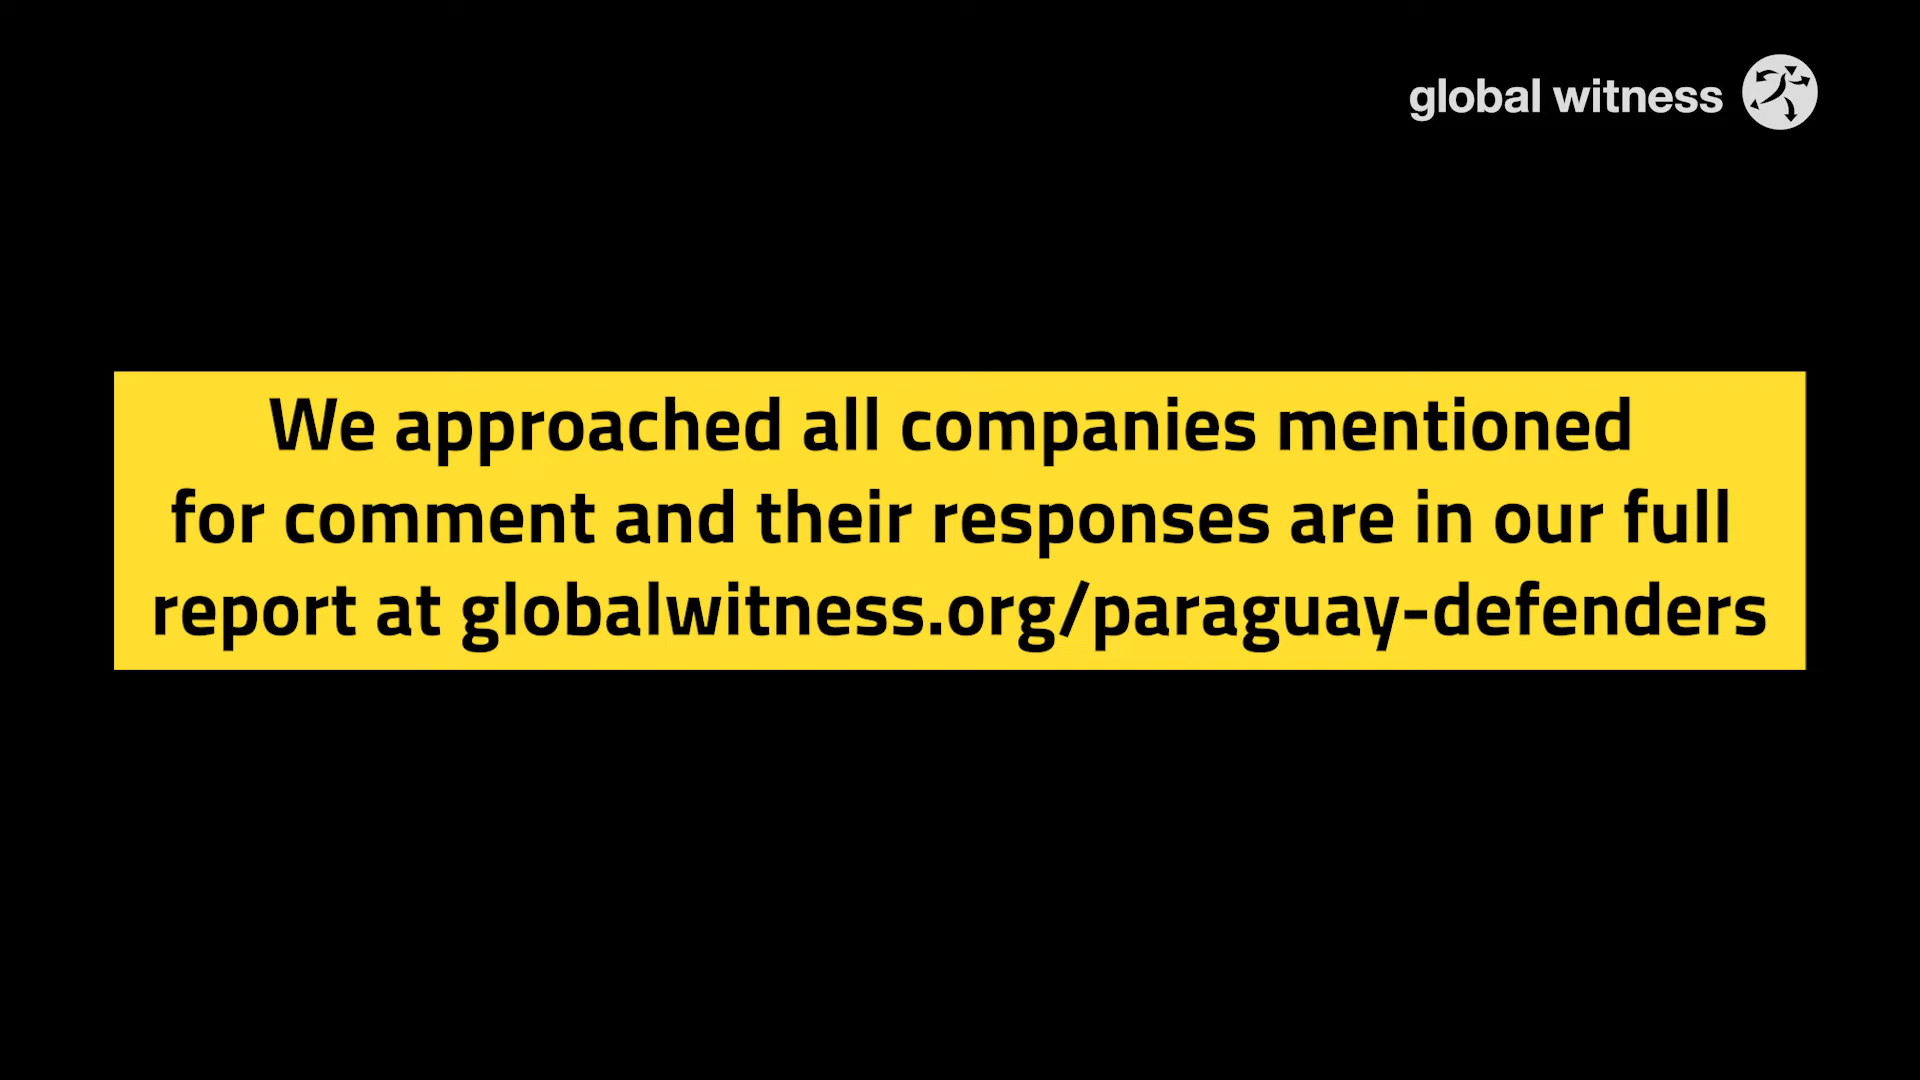 global witness
We approached all companies mentioned
for comment and their responses are in our full
report at globalwitness.org/paraguay-defenders